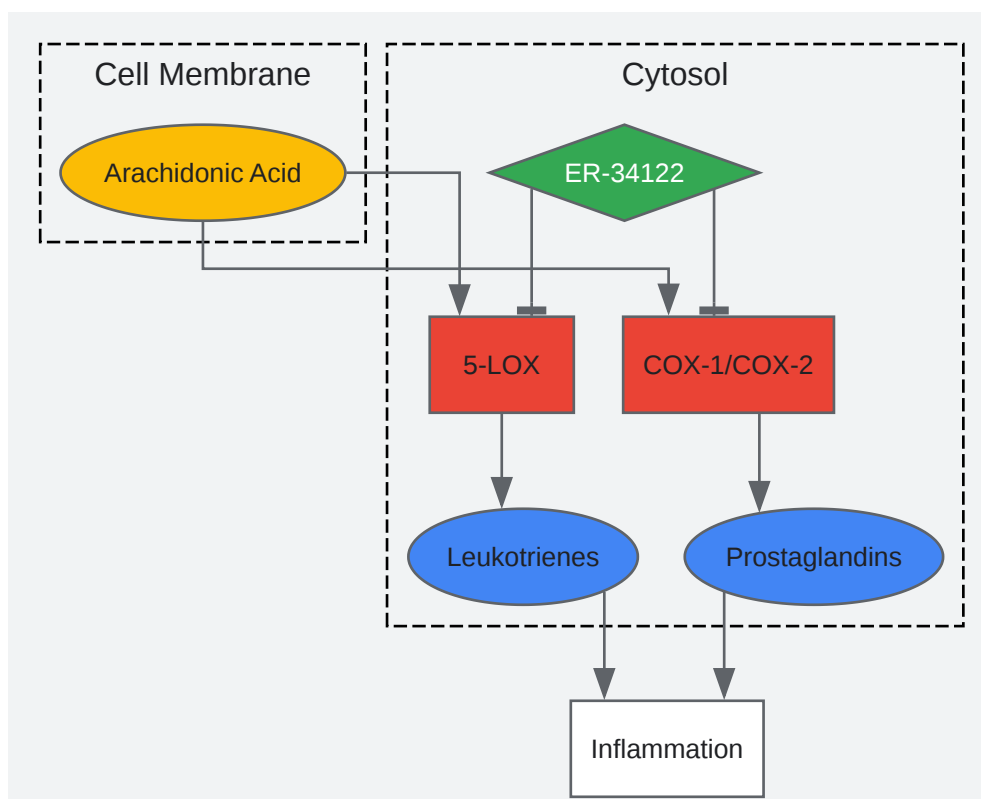 Cell Membrane
Cytosol
Arachidonic Acid
ER-34122
5-LOX
COX-1/COX-2
Leukotrienes
Prostaglandins
Inflammation